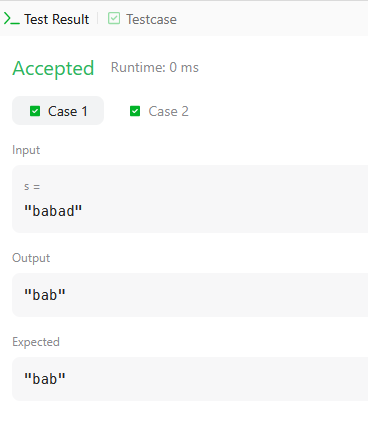 Test Result Testcase
Accepted Runtime: 0 ms
Case 1 Case 2
Input
s =
"babad"
Output
"bab"
Expected
"bab"